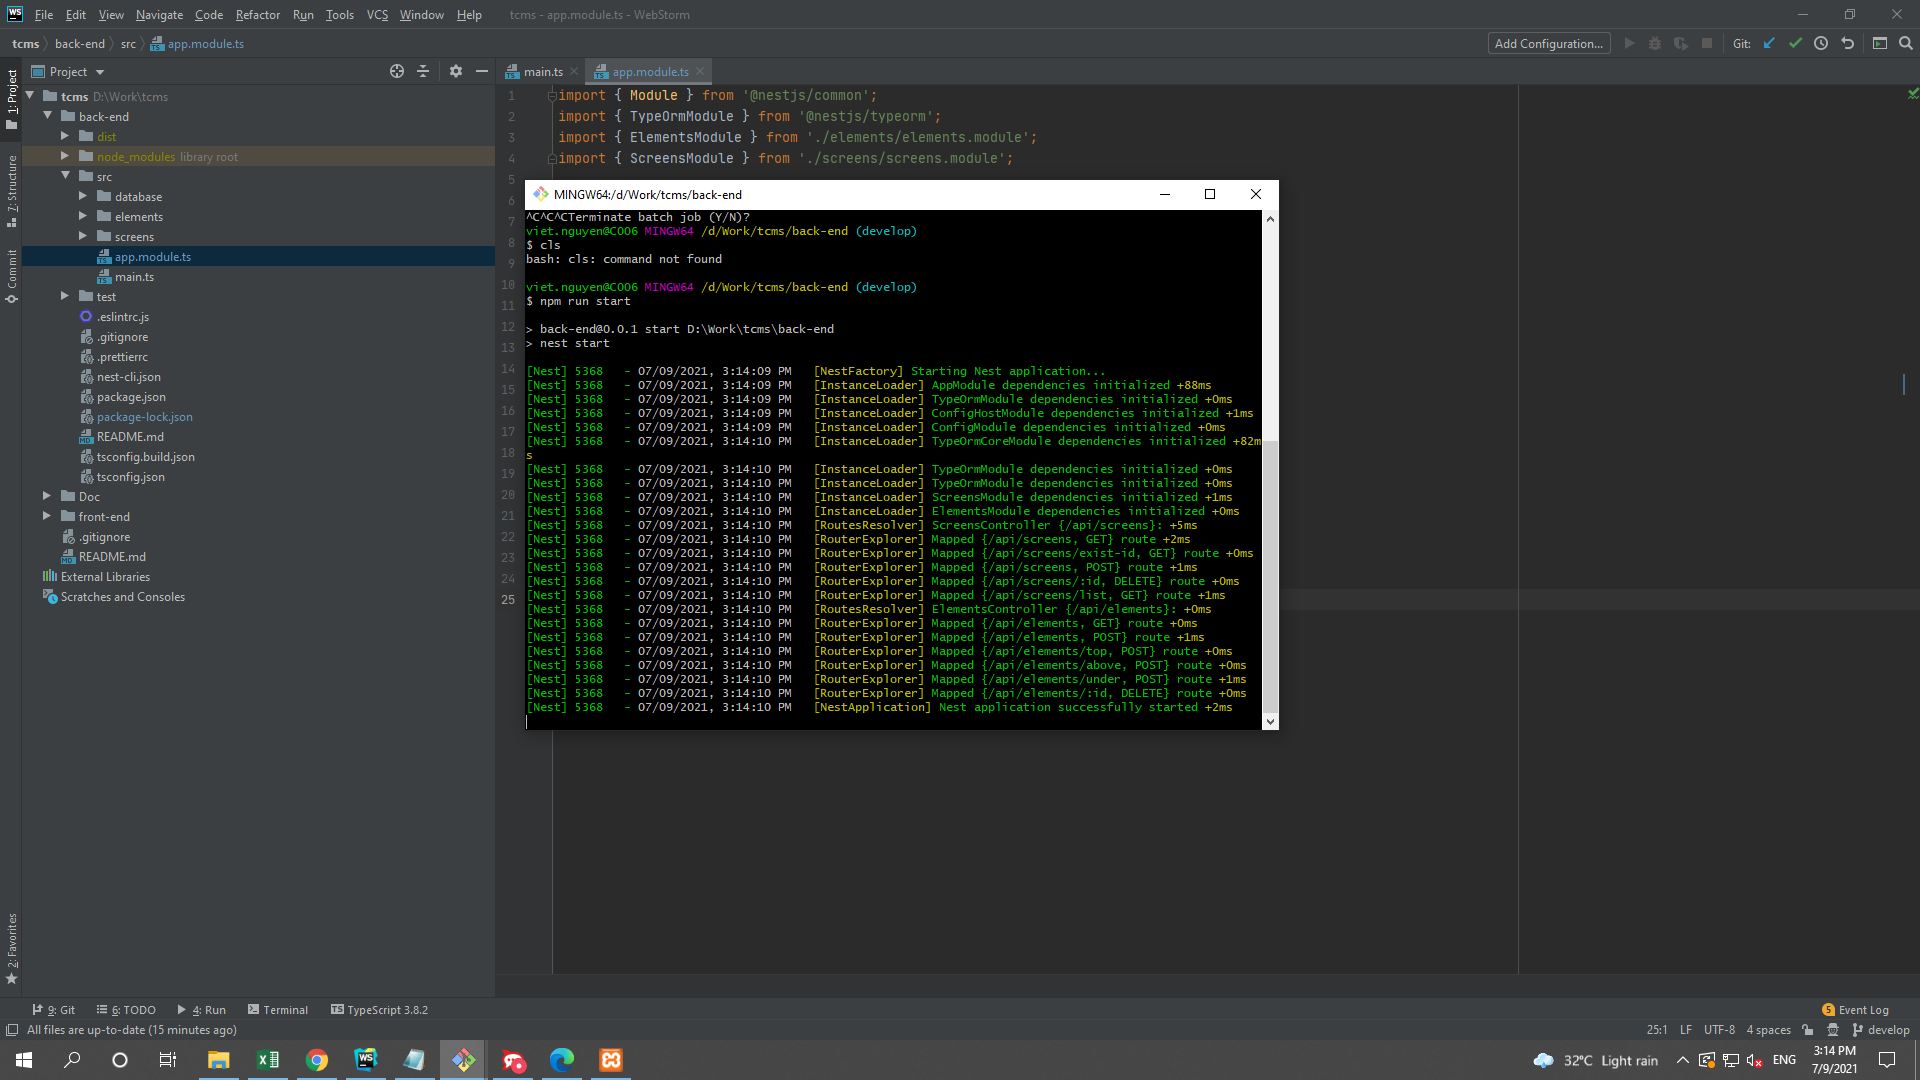 WS File Edit View Navigate Code Refactor Run Tools VCS Window Help tcms - app.module.ts - WebStorm
tcms back-end src app.module.ts Add Configuration... Git:
Project main.ts app.module.ts
1: Project
7: Structure
Commit
2: Favorites
tcms D:\Work\tcms
back-end
dist
node_modules library root
src
database
elements
screens
app.module.ts
main.ts
test
.eslintrc.js
.gitignore
.prettierrc
nest-cli.json
package.json
package-lock.json
README.md
tsconfig.build.json
tsconfig.json
Doc
front-end
.gitignore
README.md
External Libraries
Scratches and Consoles
1 import { Module } from '@nestjs/common';
2 import { TypeOrmModule } from '@nestjs/typeorm';
3 import { ElementsModule } from './elements/elements.module';
4 import { ScreensModule } from './screens/screens.module';
5
6
7
8
9
10
11
12
13
14
15
16
17
18
19
20
21
22
23
24
25
MINGW64:/d/Work/tcms/back-end
^C^C^CTerminate batch job (Y/N)?
viet.nguyen@C006 MINGW64 /d/Work/tcms/back-end (develop)
$ cls
bash: cls: command not found
viet.nguyen@C006 MINGW64 /d/Work/tcms/back-end (develop)
$ npm run start
> back-end@0.0.1 start D:\Work\tcms\back-end
> nest start
[Nest] 5368 - 07/09/2021, 3:14:09 PM [NestFactory] Starting Nest application...
[Nest] 5368 - 07/09/2021, 3:14:09 PM [InstanceLoader] AppModule dependencies initialized +88ms
[Nest] 5368 - 07/09/2021, 3:14:09 PM [InstanceLoader] TypeOrmModule dependencies initialized +0ms
[Nest] 5368 - 07/09/2021, 3:14:09 PM [InstanceLoader] ConfigHostModule dependencies initialized +1ms
[Nest] 5368 - 07/09/2021, 3:14:09 PM [InstanceLoader] ConfigModule dependencies initialized +0ms
[Nest] 5368 - 07/09/2021, 3:14:10 PM [InstanceLoader] TypeOrmCoreModule dependencies initialized +82m
s
[Nest] 5368 - 07/09/2021, 3:14:10 PM [InstanceLoader] TypeOrmModule dependencies initialized +0ms
[Nest] 5368 - 07/09/2021, 3:14:10 PM [InstanceLoader] TypeOrmModule dependencies initialized +0ms
[Nest] 5368 - 07/09/2021, 3:14:10 PM [InstanceLoader] ScreensModule dependencies initialized +1ms
[Nest] 5368 - 07/09/2021, 3:14:10 PM [InstanceLoader] ElementsModule dependencies initialized +0ms
[Nest] 5368 - 07/09/2021, 3:14:10 PM [RoutesResolver] ScreensController {/api/screens}: +5ms
[Nest] 5368 - 07/09/2021, 3:14:10 PM [RouterExplorer] Mapped {/api/screens, GET} route +2ms
[Nest] 5368 - 07/09/2021, 3:14:10 PM [RouterExplorer] Mapped {/api/screens/exist-id, GET} route +0ms
[Nest] 5368 - 07/09/2021, 3:14:10 PM [RouterExplorer] Mapped {/api/screens, POST} route +1ms
[Nest] 5368 - 07/09/2021, 3:14:10 PM [RouterExplorer] Mapped {/api/screens/:id, DELETE} route +0ms
[Nest] 5368 - 07/09/2021, 3:14:10 PM [RouterExplorer] Mapped {/api/screens/list, GET} route +1ms
[Nest] 5368 - 07/09/2021, 3:14:10 PM [RoutesResolver] ElementsController {/api/elements}: +0ms
[Nest] 5368 - 07/09/2021, 3:14:10 PM [RouterExplorer] Mapped {/api/elements, GET} route +0ms
[Nest] 5368 - 07/09/2021, 3:14:10 PM [RouterExplorer] Mapped {/api/elements, POST} route +1ms
[Nest] 5368 - 07/09/2021, 3:14:10 PM [RouterExplorer] Mapped {/api/elements/top, POST} route +0ms
[Nest] 5368 - 07/09/2021, 3:14:10 PM [RouterExplorer] Mapped {/api/elements/above, POST} route +0ms
[Nest] 5368 - 07/09/2021, 3:14:10 PM [RouterExplorer] Mapped {/api/elements/under, POST} route +1ms
[Nest] 5368 - 07/09/2021, 3:14:10 PM [RouterExplorer] Mapped {/api/elements/:id, DELETE} route +0ms
[Nest] 5368 - 07/09/2021, 3:14:10 PM [NestApplication] Nest application successfully started +2ms
9: Git 6: TODO 4: Run Terminal TypeScript 3.8.2 5 Event Log
All files are up-to-date (15 minutes ago) 25:1 LF UTF-8 4 spaces develop
32°C Light rain ENG 3:14 PM
7/9/2021